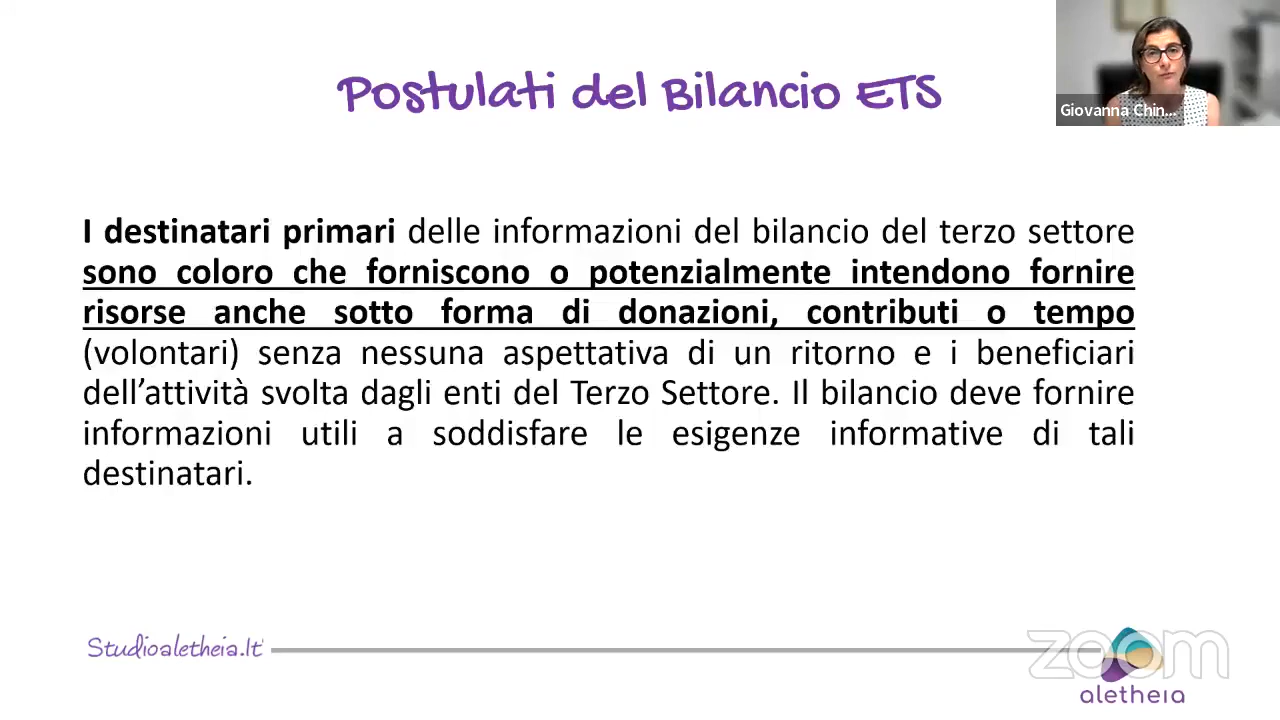 Postulati del Bilancio ETS
Giovanna Chin...
I destinatari primari delle informazioni del bilancio del terzo settore
sono coloro che forniscono o potenzialmente intendono fornire
risorse anche sotto forma di donazioni, contributi o tempo
(volontari) senza nessuna aspettativa di un ritorno e i beneficiari
dell’attività svolta dagli enti del Terzo Settore. Il bilancio deve fornire
informazioni utili a soddisfare le esigenze informative di tali
destinatari.
Studioaletheia.It
zoom
aletheia